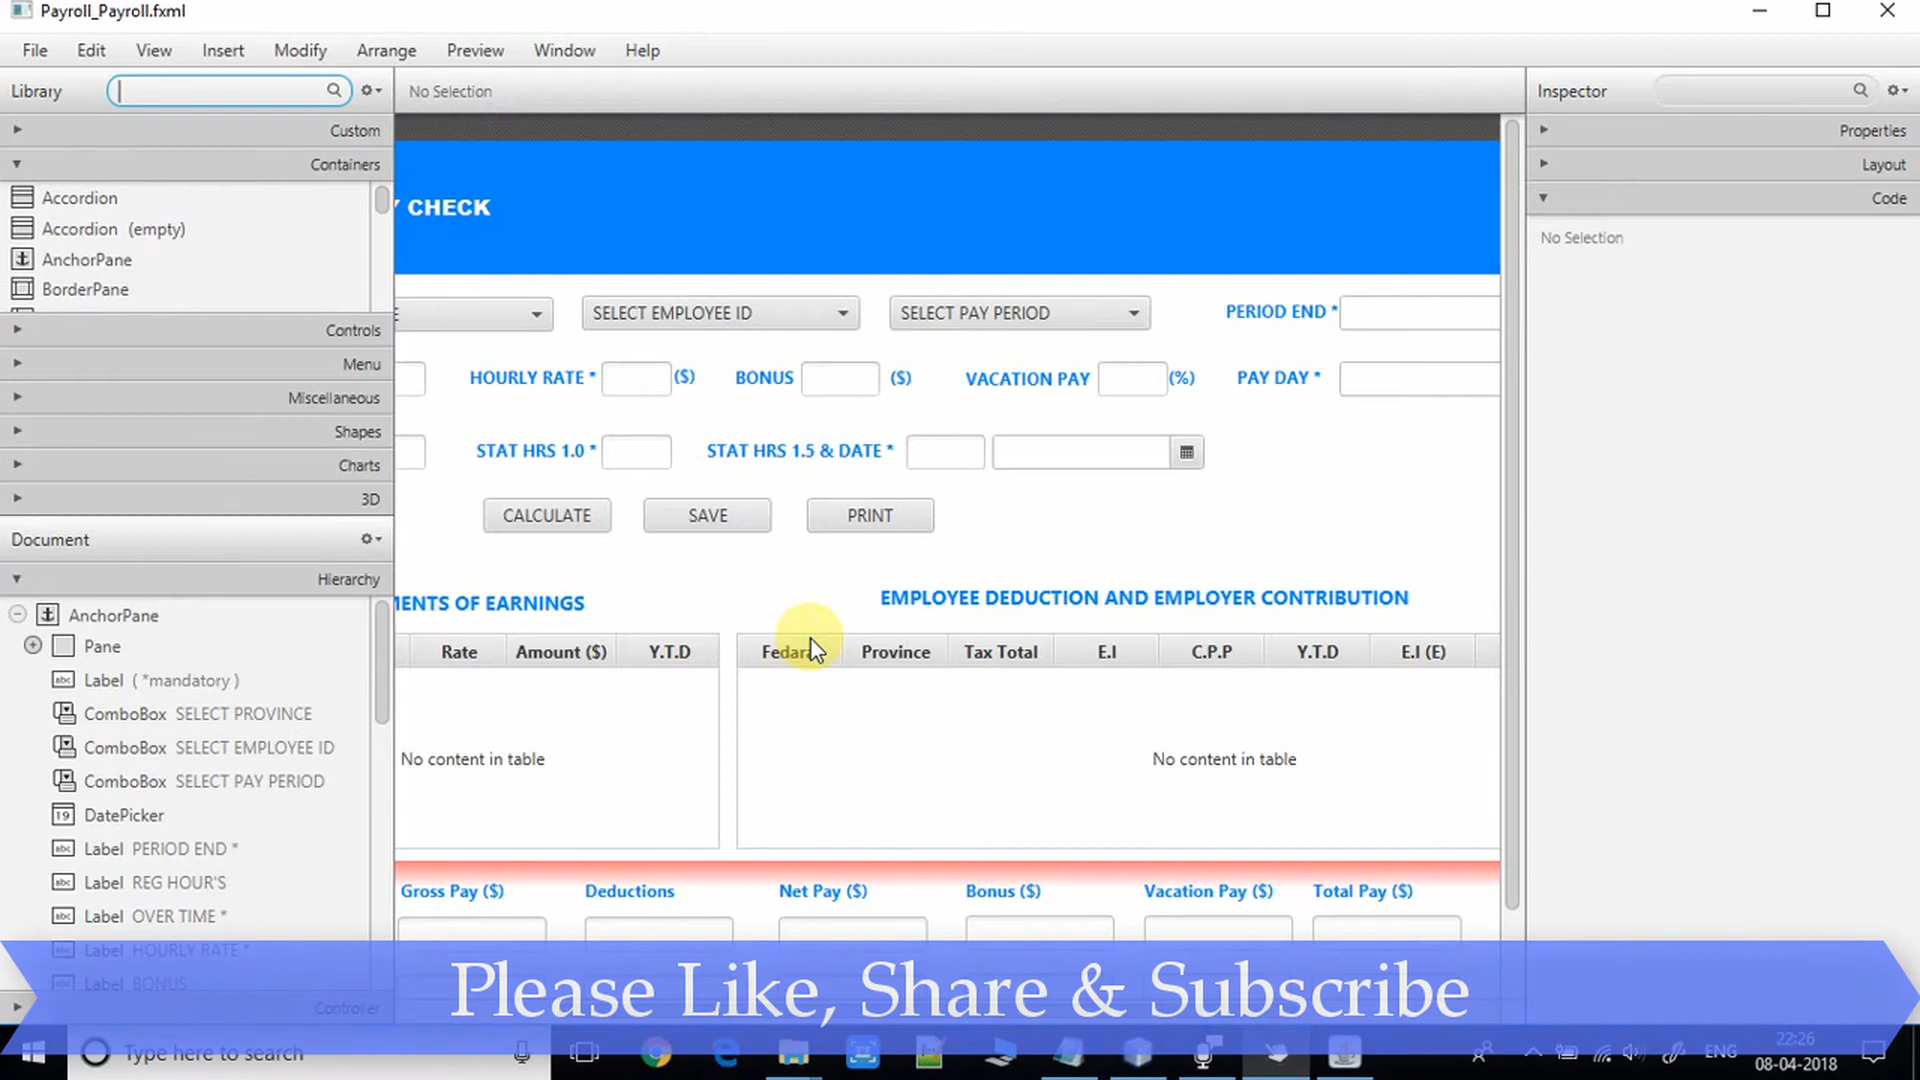 Payroll_Payroll.fxml
File Edit View Insert Modify Arrange Preview Window Help
Library
No Selection
Inspector
Custom
Containers
Accordion
Accordion (empty)
AnchorPane
BorderPane
Controls
Menu
Miscellaneous
Shapes
Charts
3D
Document
Hierarchy
AnchorPane
Pane
Label ( *mandatory )
ComboBox SELECT PROVINCE
ComboBox SELECT EMPLOYEE ID
ComboBox SELECT PAY PERIOD
DatePicker
Label PERIOD END *
Label REG HOUR'S
Label OVER TIME *
Label HOURLY RATE *
Label BONUS
Controller
Y CHECK
E SELECT EMPLOYEE ID SELECT PAY PERIOD PERIOD END *
HOURLY RATE * ($) BONUS ($) VACATION PAY (%) PAY DAY *
STAT HRS 1.0 * STAT HRS 1.5 & DATE *
CALCULATE SAVE PRINT
MENTS OF EARNINGS
EMPLOYEE DEDUCTION AND EMPLOYER CONTRIBUTION
Rate Amount ($) Y.T.D
Province Tax Total E.I C.P.P Y.T.D E.I (E)
No content in table
No content in table
Gross Pay ($) Deductions Net Pay ($) Bonus ($) Vacation Pay ($) Total Pay ($)
Properties
Layout
Code
No Selection
Please Like, Share & Subscribe
Type here to search
ENG
22:26
08-04-2018